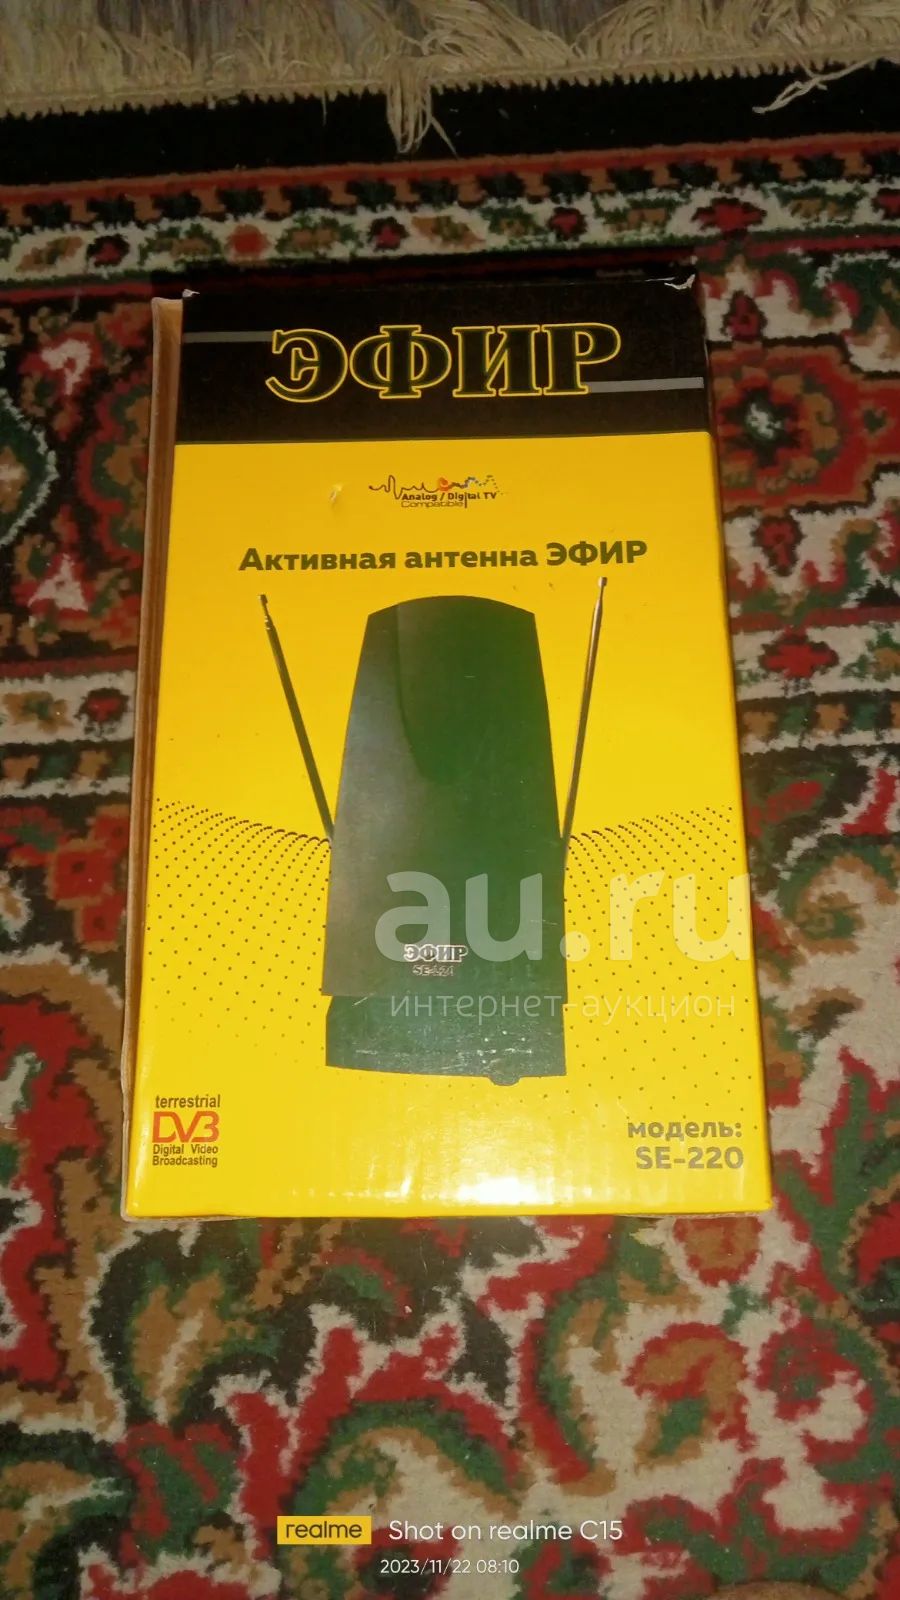 ЭФИР
Analog / Digital TV
Compatible
Активная антенна ЭФИР
au.ru
ЭФИР
интернет-аукцион
terrestrial
DVB
Digital Video
Broadcasting
модель:
SE-220
realme Shot on realme C15
2023/11/22 08:10